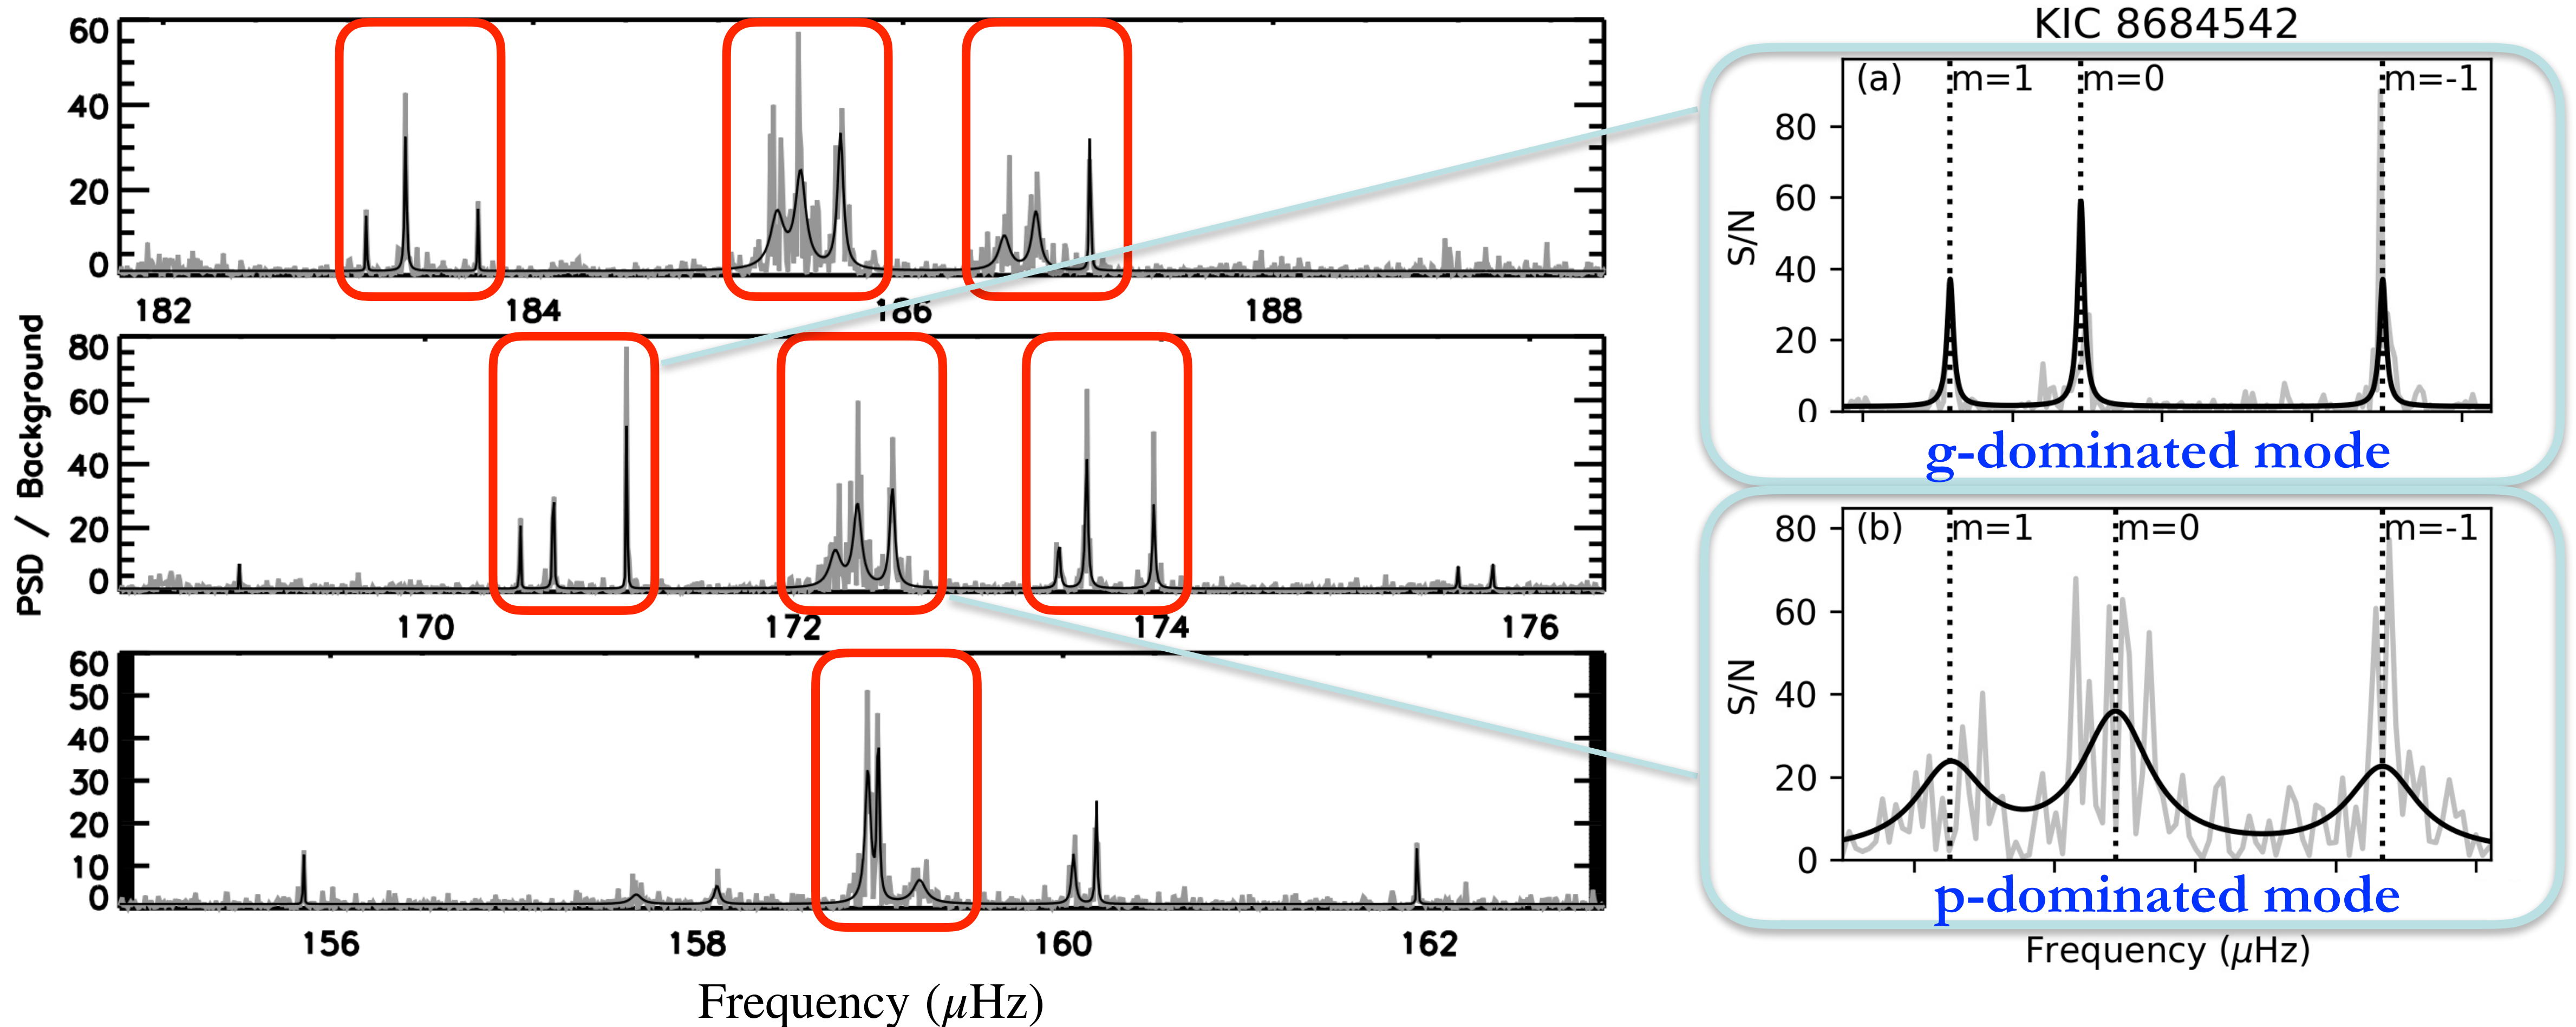 60
40
20
0
182 184 186 188
80
60
40
20
0
170 172 174 176
60
50
40
30
20
10
0
156 158 160 162
PSD / Background
Frequency (μHz)
KIC 8684542
(a) m=1 m=0 m=-1
80
60
40
20
0
S/N
g-dominated mode
(b) m=1 m=0 m=-1
80
60
40
20
0
S/N
p-dominated mode
Frequency (μHz)